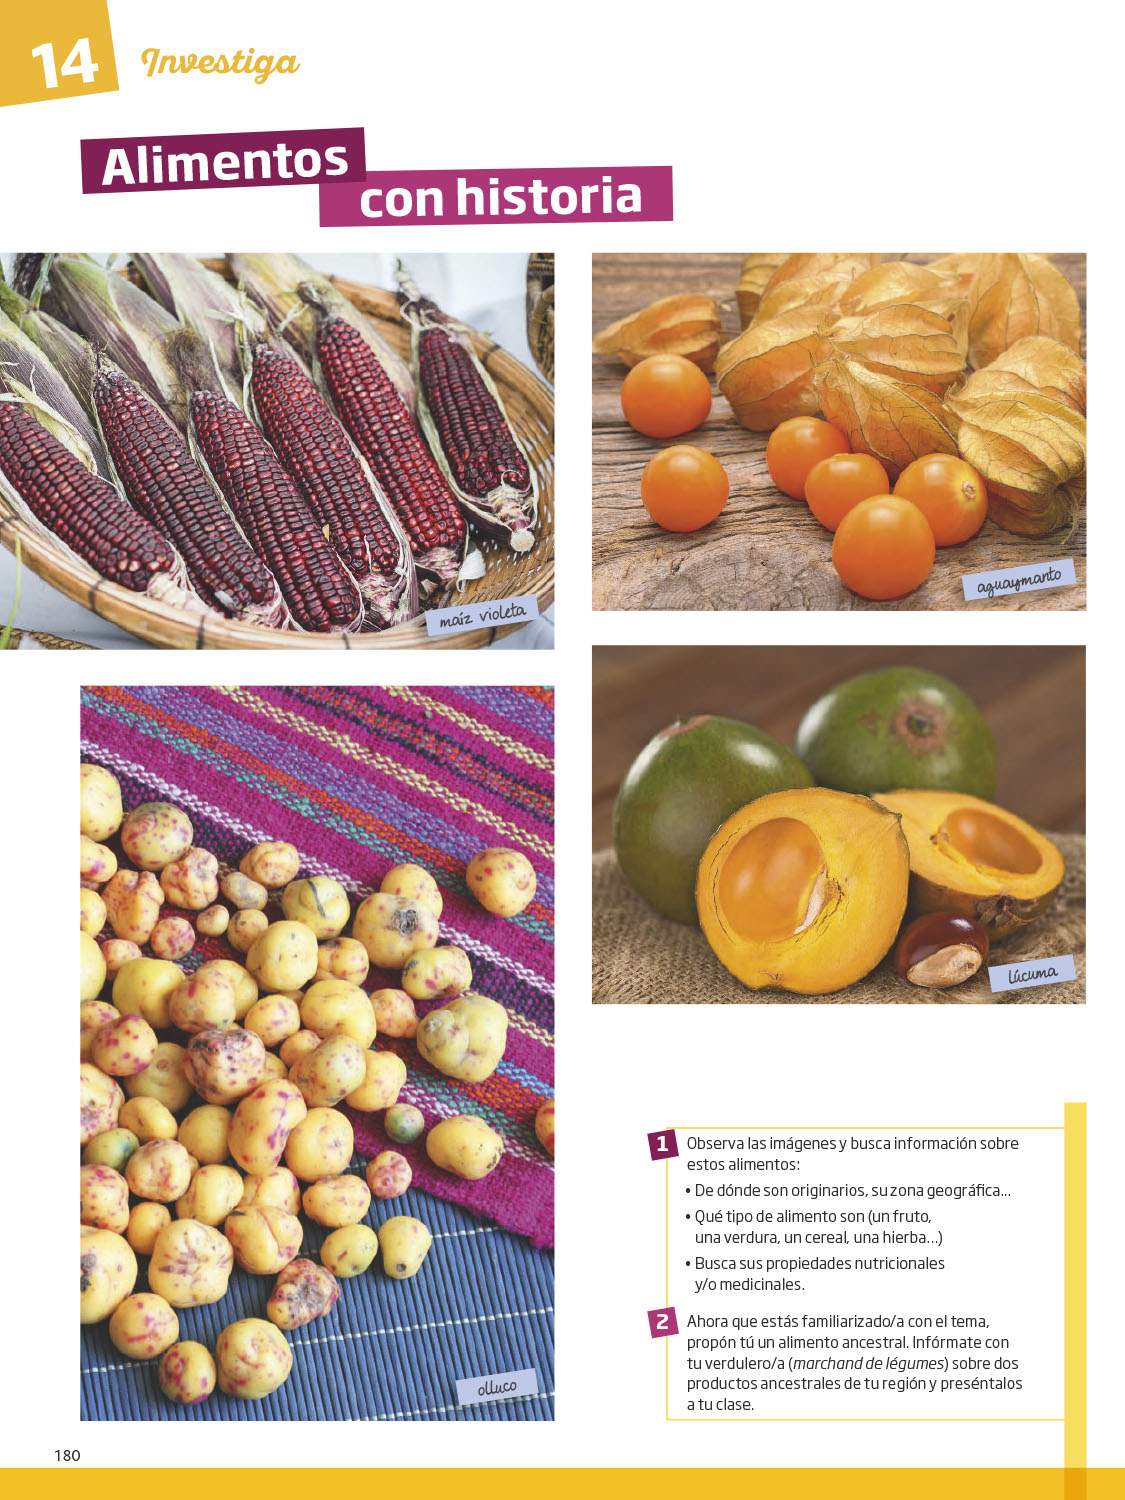 14
Investiga
Alimentos
con historia
maíz violeta
aguaymanto
lúcuma
olluco
1 Observa las imágenes y busca información sobre
estos alimentos:
• De dónde son originarios, su zona geográfica...
• Qué tipo de alimento son (un fruto,
una verdura, un cereal, una hierba...)
• Busca sus propiedades nutricionales
y/o medicinales.
2 Ahora que estás familiarizado/a con el tema,
propón tú un alimento ancestral. Infórmate con
tu verdulero/a (marchand de légumes) sobre dos
productos ancestrales de tu región y preséntalos
a tu clase.
180